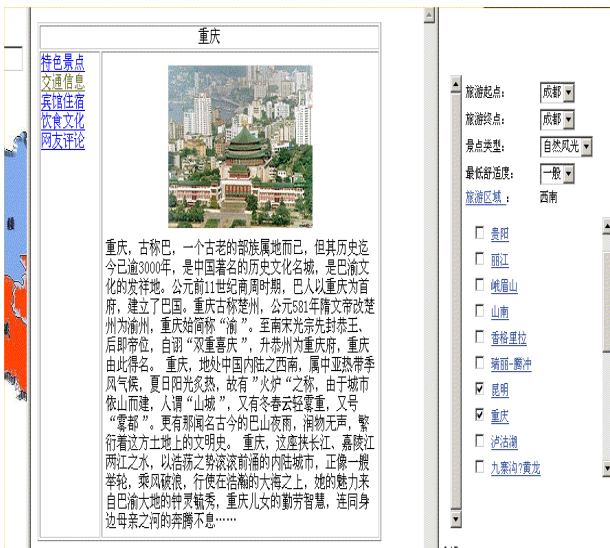 重庆
特色景点
交通信息
宾馆住宿
饮食文化
网友评论
重庆，古称巴，一个古老的部族属地而已，但其历史迄
今已逾3000年，是中国著名的历史文化名城，是巴渝文
化的发祥地。公元前11世纪商周时期，巴人以重庆为首
府，建立了巴国。重庆古称楚州，公元581年隋文帝改楚
州为渝州，重庆始简称“渝”。至南宋光宗先封恭王、
后即帝位，自诩“双重喜庆”，升恭州为重庆府，重庆
由此得名。 重庆，地处中国内陆之西南，属中亚热带季
风气候，夏日阳光炙热，故有”火炉“之称，由于城市
依山而建，人谓“山城”，又有冬春云轻雾重，又号
“雾都”。更有那闻名古今的巴山夜雨，润物无声，繁
衍着这方土地上的文明史。 重庆，这座挟长江、嘉陵江
两江之水，以浩荡之势滚滚前涌的内陆城市，正像一艘
举轮，乘风破浪，行使在浩瀚的大海之上，她的魅力来
自巴渝大地的钟灵毓秀，重庆儿女的勤劳智慧，连同身
边母亲之河的奔腾不息……
旅游起点： 成都
旅游终点： 成都
景点类型： 自然风光
最低舒适度： 一般
旅游区域： 西南
贵阳
丽江
峨眉山
山南
香格里拉
瑞丽-腾冲
昆明
重庆
泸沽湖
九寨沟?黄龙